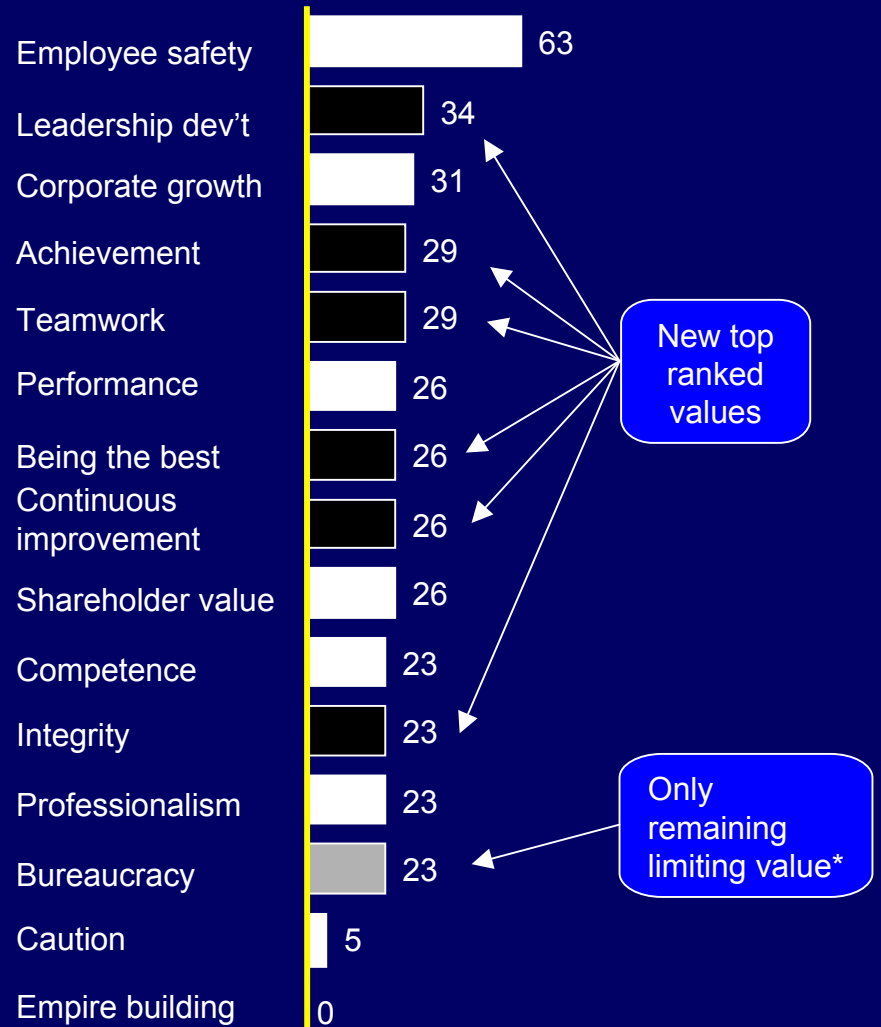 Employee safety 63
Leadership dev’t 34
Corporate growth 31
Achievement 29
Teamwork 29
Performance 26
Being the best 26
Continuous
improvement 26
Shareholder value 26
Competence 23
Integrity 23
Professionalism 23
Bureaucracy 23
Caution 5
Empire building 0
New top
ranked
values
Only
remaining
limiting value*